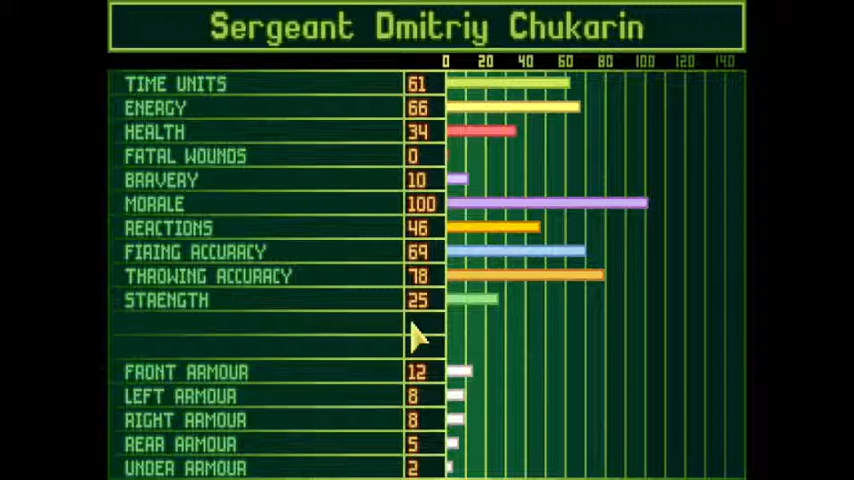 Sergeant Dmitriy Chukarin
0 20 40 60 80 100 120 140
TIME UNITS 61
ENERGY 66
HEALTH 34
FATAL WOUNDS 0
BRAVERY 10
MORALE 100
REACTIONS 46
FIRING ACCURACY 69
THROWING ACCURACY 78
STRENGTH 25
FRONT ARMOUR 12
LEFT ARMOUR 8
RIGHT ARMOUR 8
REAR ARMOUR 5
UNDER ARMOUR 2